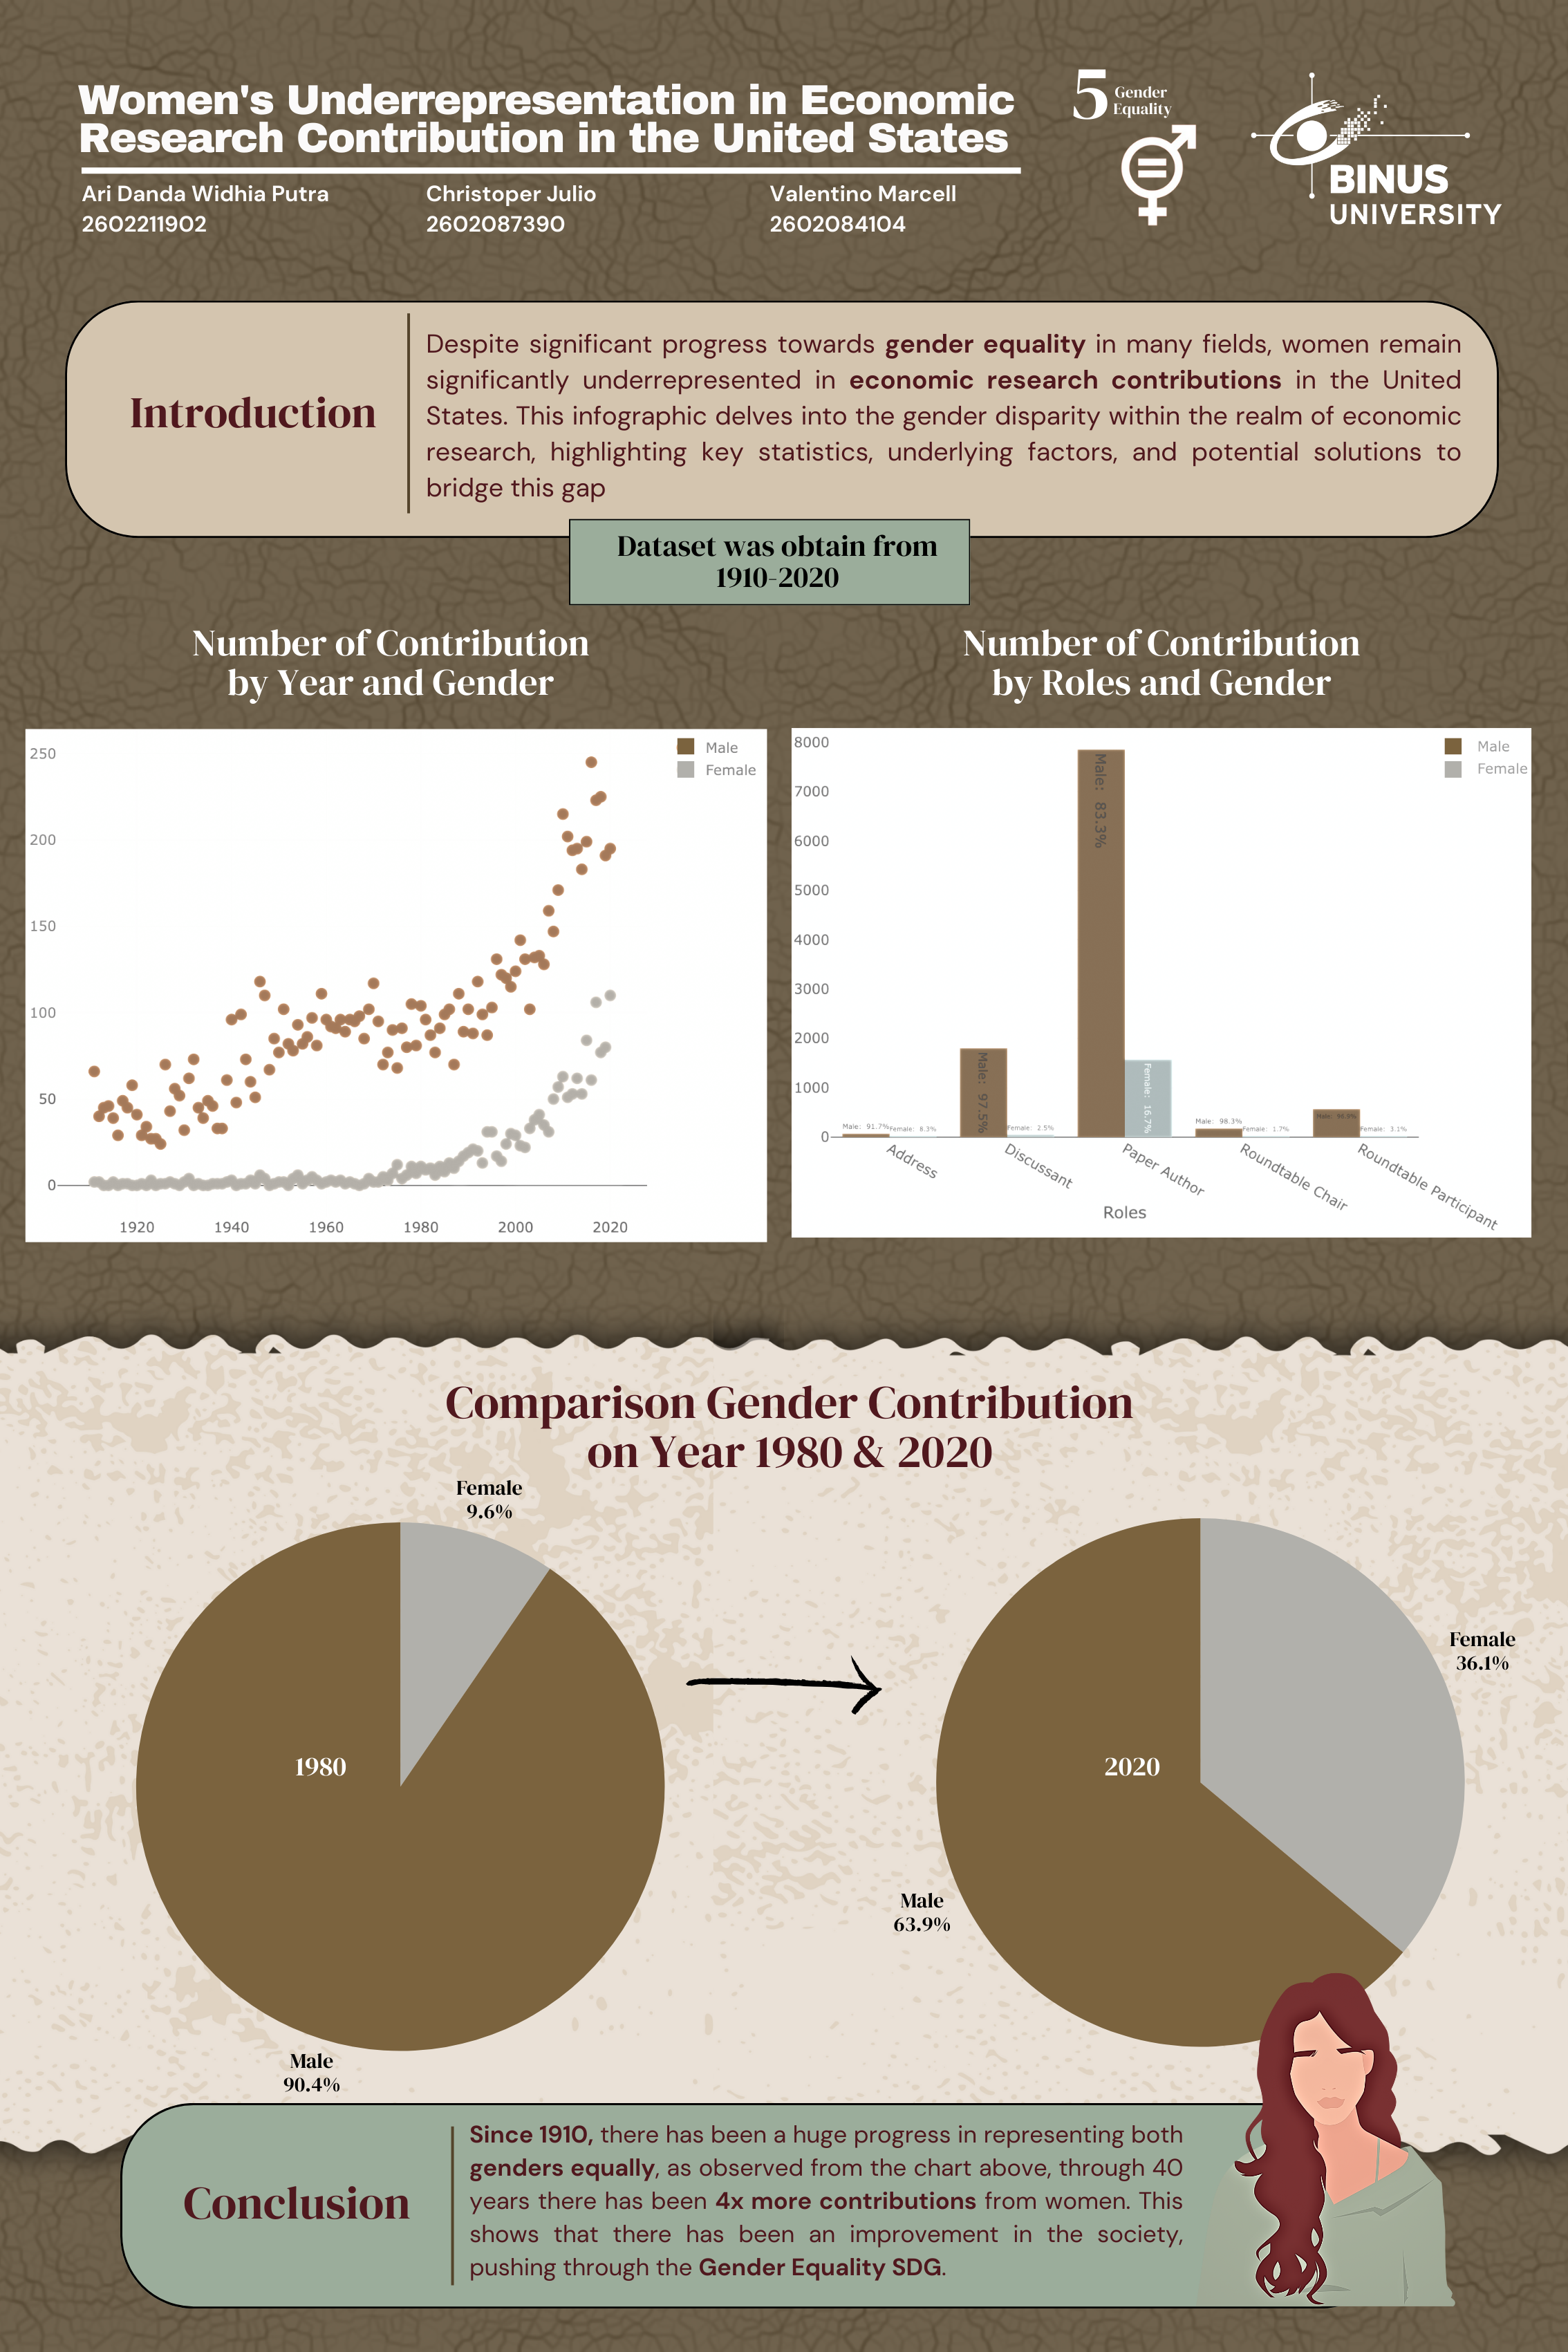 Women's Underrepresentation in Economic
Research Contribution in the United States
Ari Danda Widhia Putra
2602211902
Christoper Julio
2602087390
Valentino Marcell
2602084104
5 Gender
Equality
BINUS
UNIVERSITY
Introduction
Despite significant progress towards gender equality in many fields, women remain
significantly underrepresented in economic research contributions in the United
States. This infographic delves into the gender disparity within the realm of economic
research, highlighting key statistics, underlying factors, and potential solutions to
bridge this gap
Dataset was obtain from
1910-2020
Number of Contribution
by Year and Gender
250
200
150
100
50
0
1920 1940 1960 1980 2000 2020
Male
Female
Number of Contribution
by Roles and Gender
8000
7000
6000
5000
4000
3000
2000
1000
0
Male
Female
Male: 91.7%
Female: 8.3%
Male: 97.5%
Female: 2.5%
Male: 83.3%
Female: 16.7%
Male: 98.3%
Female: 1.7%
Female: 3.1%
Address
Discussant
Paper Author
Roundtable Chair
Roundtable Participant
Roles
Comparison Gender Contribution
on Year 1980 & 2020
Female
9.6%
1980
Male
90.4%
Female
36.1%
2020
Male
63.9%
Conclusion
Since 1910, there has been a huge progress in representing both
genders equally, as observed from the chart above, through 40
years there has been 4x more contributions from women. This
shows that there has been an improvement in the society,
pushing through the Gender Equality SDG.